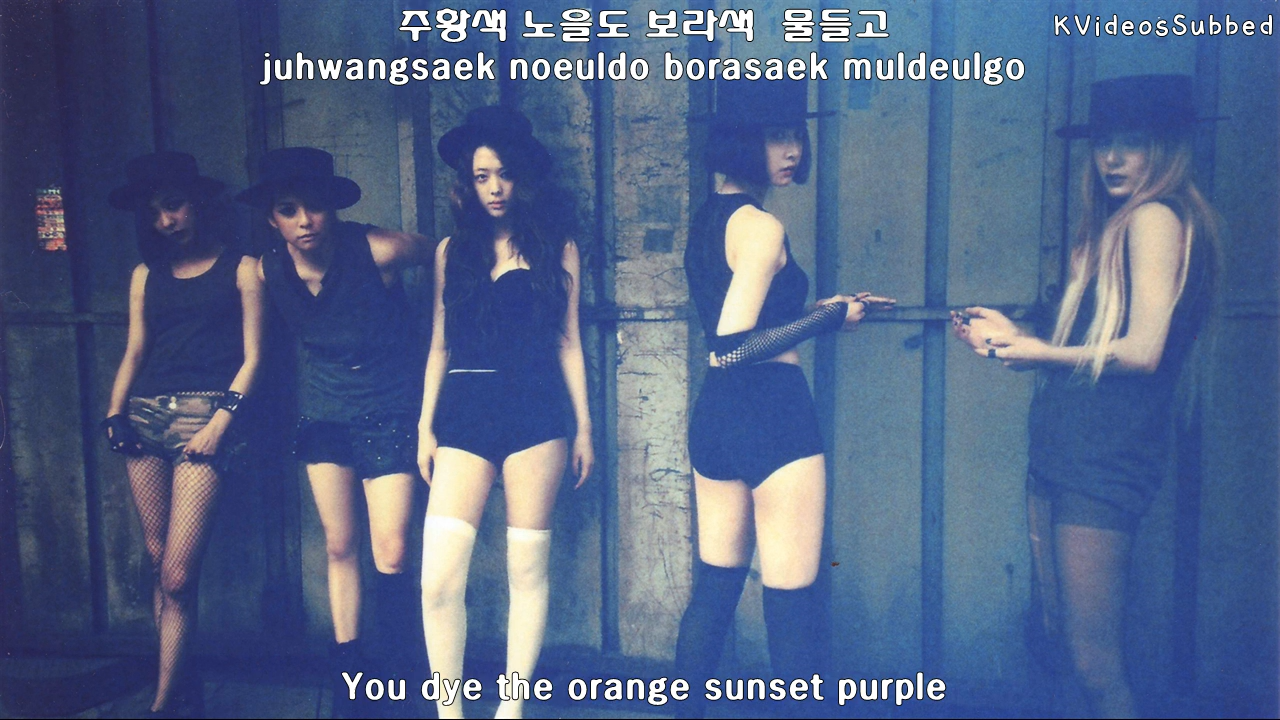 주황색 노을도 보라색 물들고
KVideosSubbed
juhwangsaek noeuldo borasaek muldeulgo
You dye the orange sunset purple